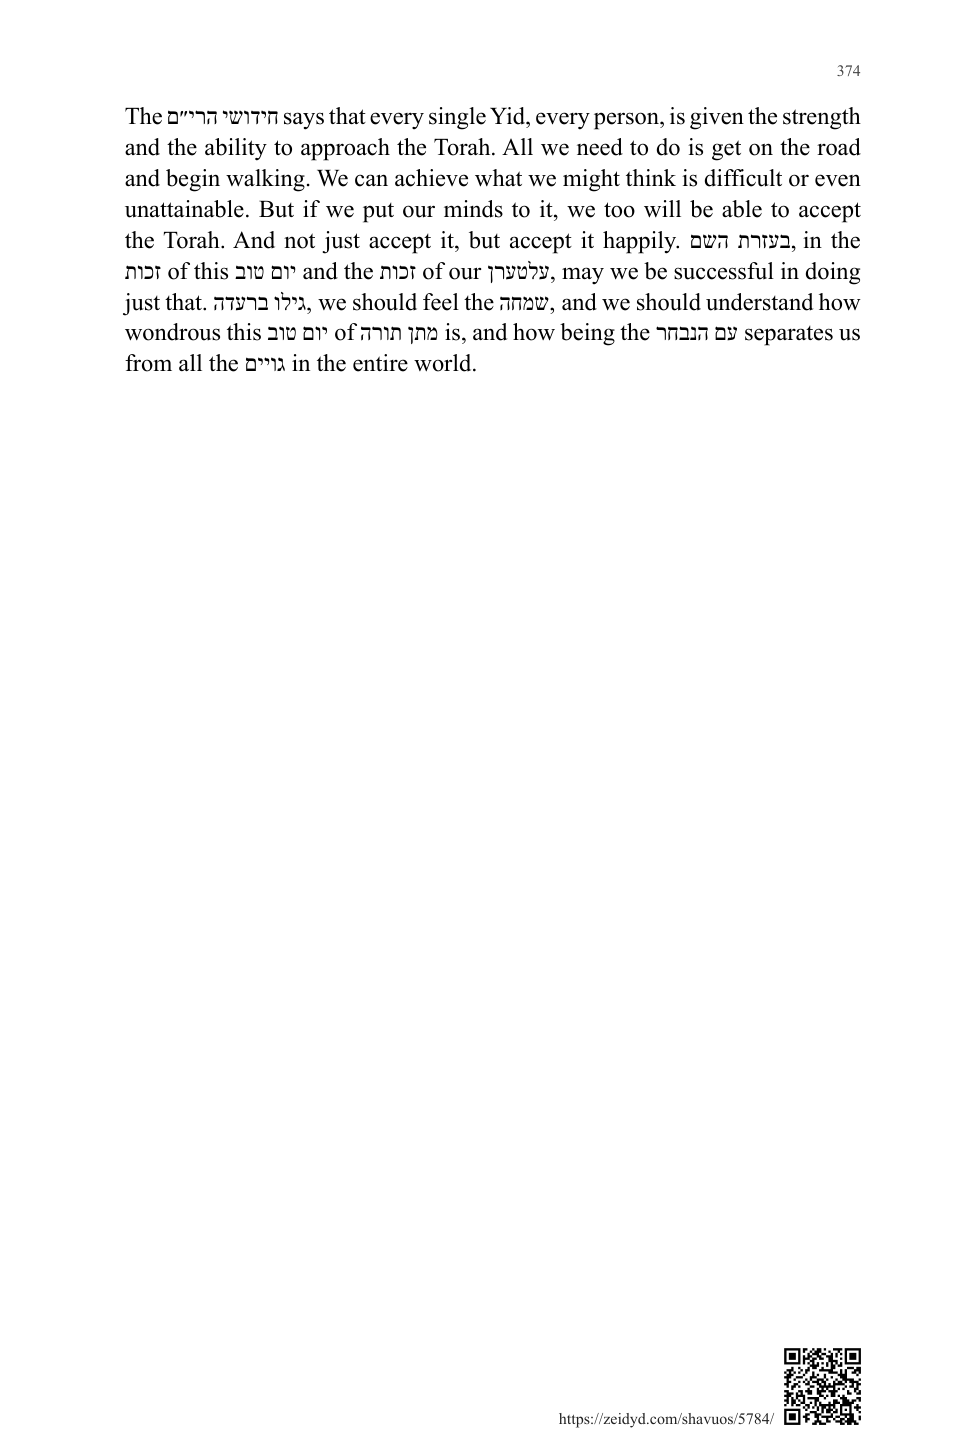 374
The חידושי הרי״ם says that every single Yid, every person, is given the strength
and the ability to approach the Torah. All we need to do is get on the road
and begin walking. We can achieve what we might think is difficult or even
unattainable. But if we put our minds to it, we too will be able to accept
the Torah. And not just accept it, but accept it happily. בעזרת השם, in the
זכות of this יום טוב and the זכות of our עלטערן, may we be successful in doing
just that. גילו ברעדה, we should feel the שמחה, and we should understand how
wondrous this יום טוב of מתן תורה is, and how being the עם הנבחר separates us
from all the גויים in the entire world.
https://zeidyd.com/shavuos/5784/